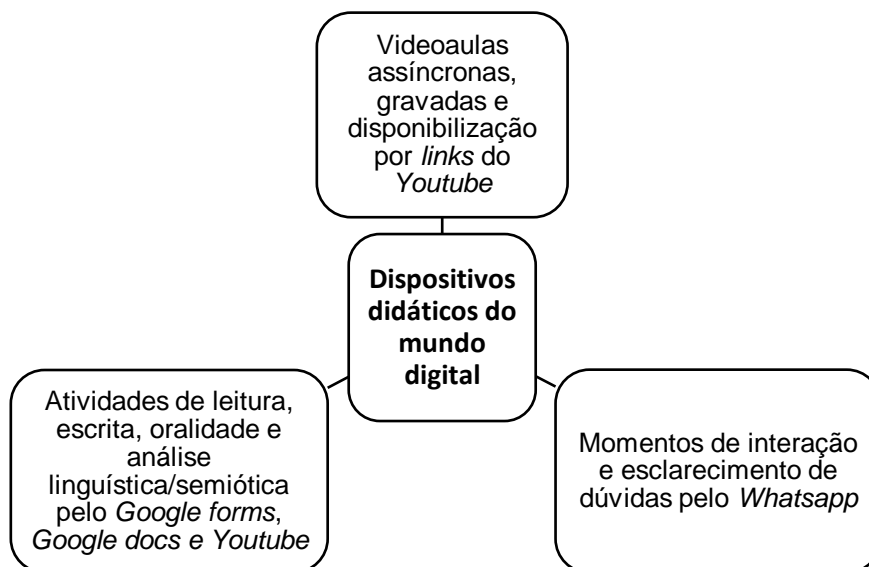 Videoaulas
assíncronas,
gravadas e
disponibilização
por links do
Youtube
Dispositivos
didáticos do
mundo
digital
Atividades de leitura,
escrita, oralidade e
análise
linguística/semiótica
pelo Google forms,
Google docs e Youtube
Momentos de interação
e esclarecimento de
dúvidas pelo Whatsapp